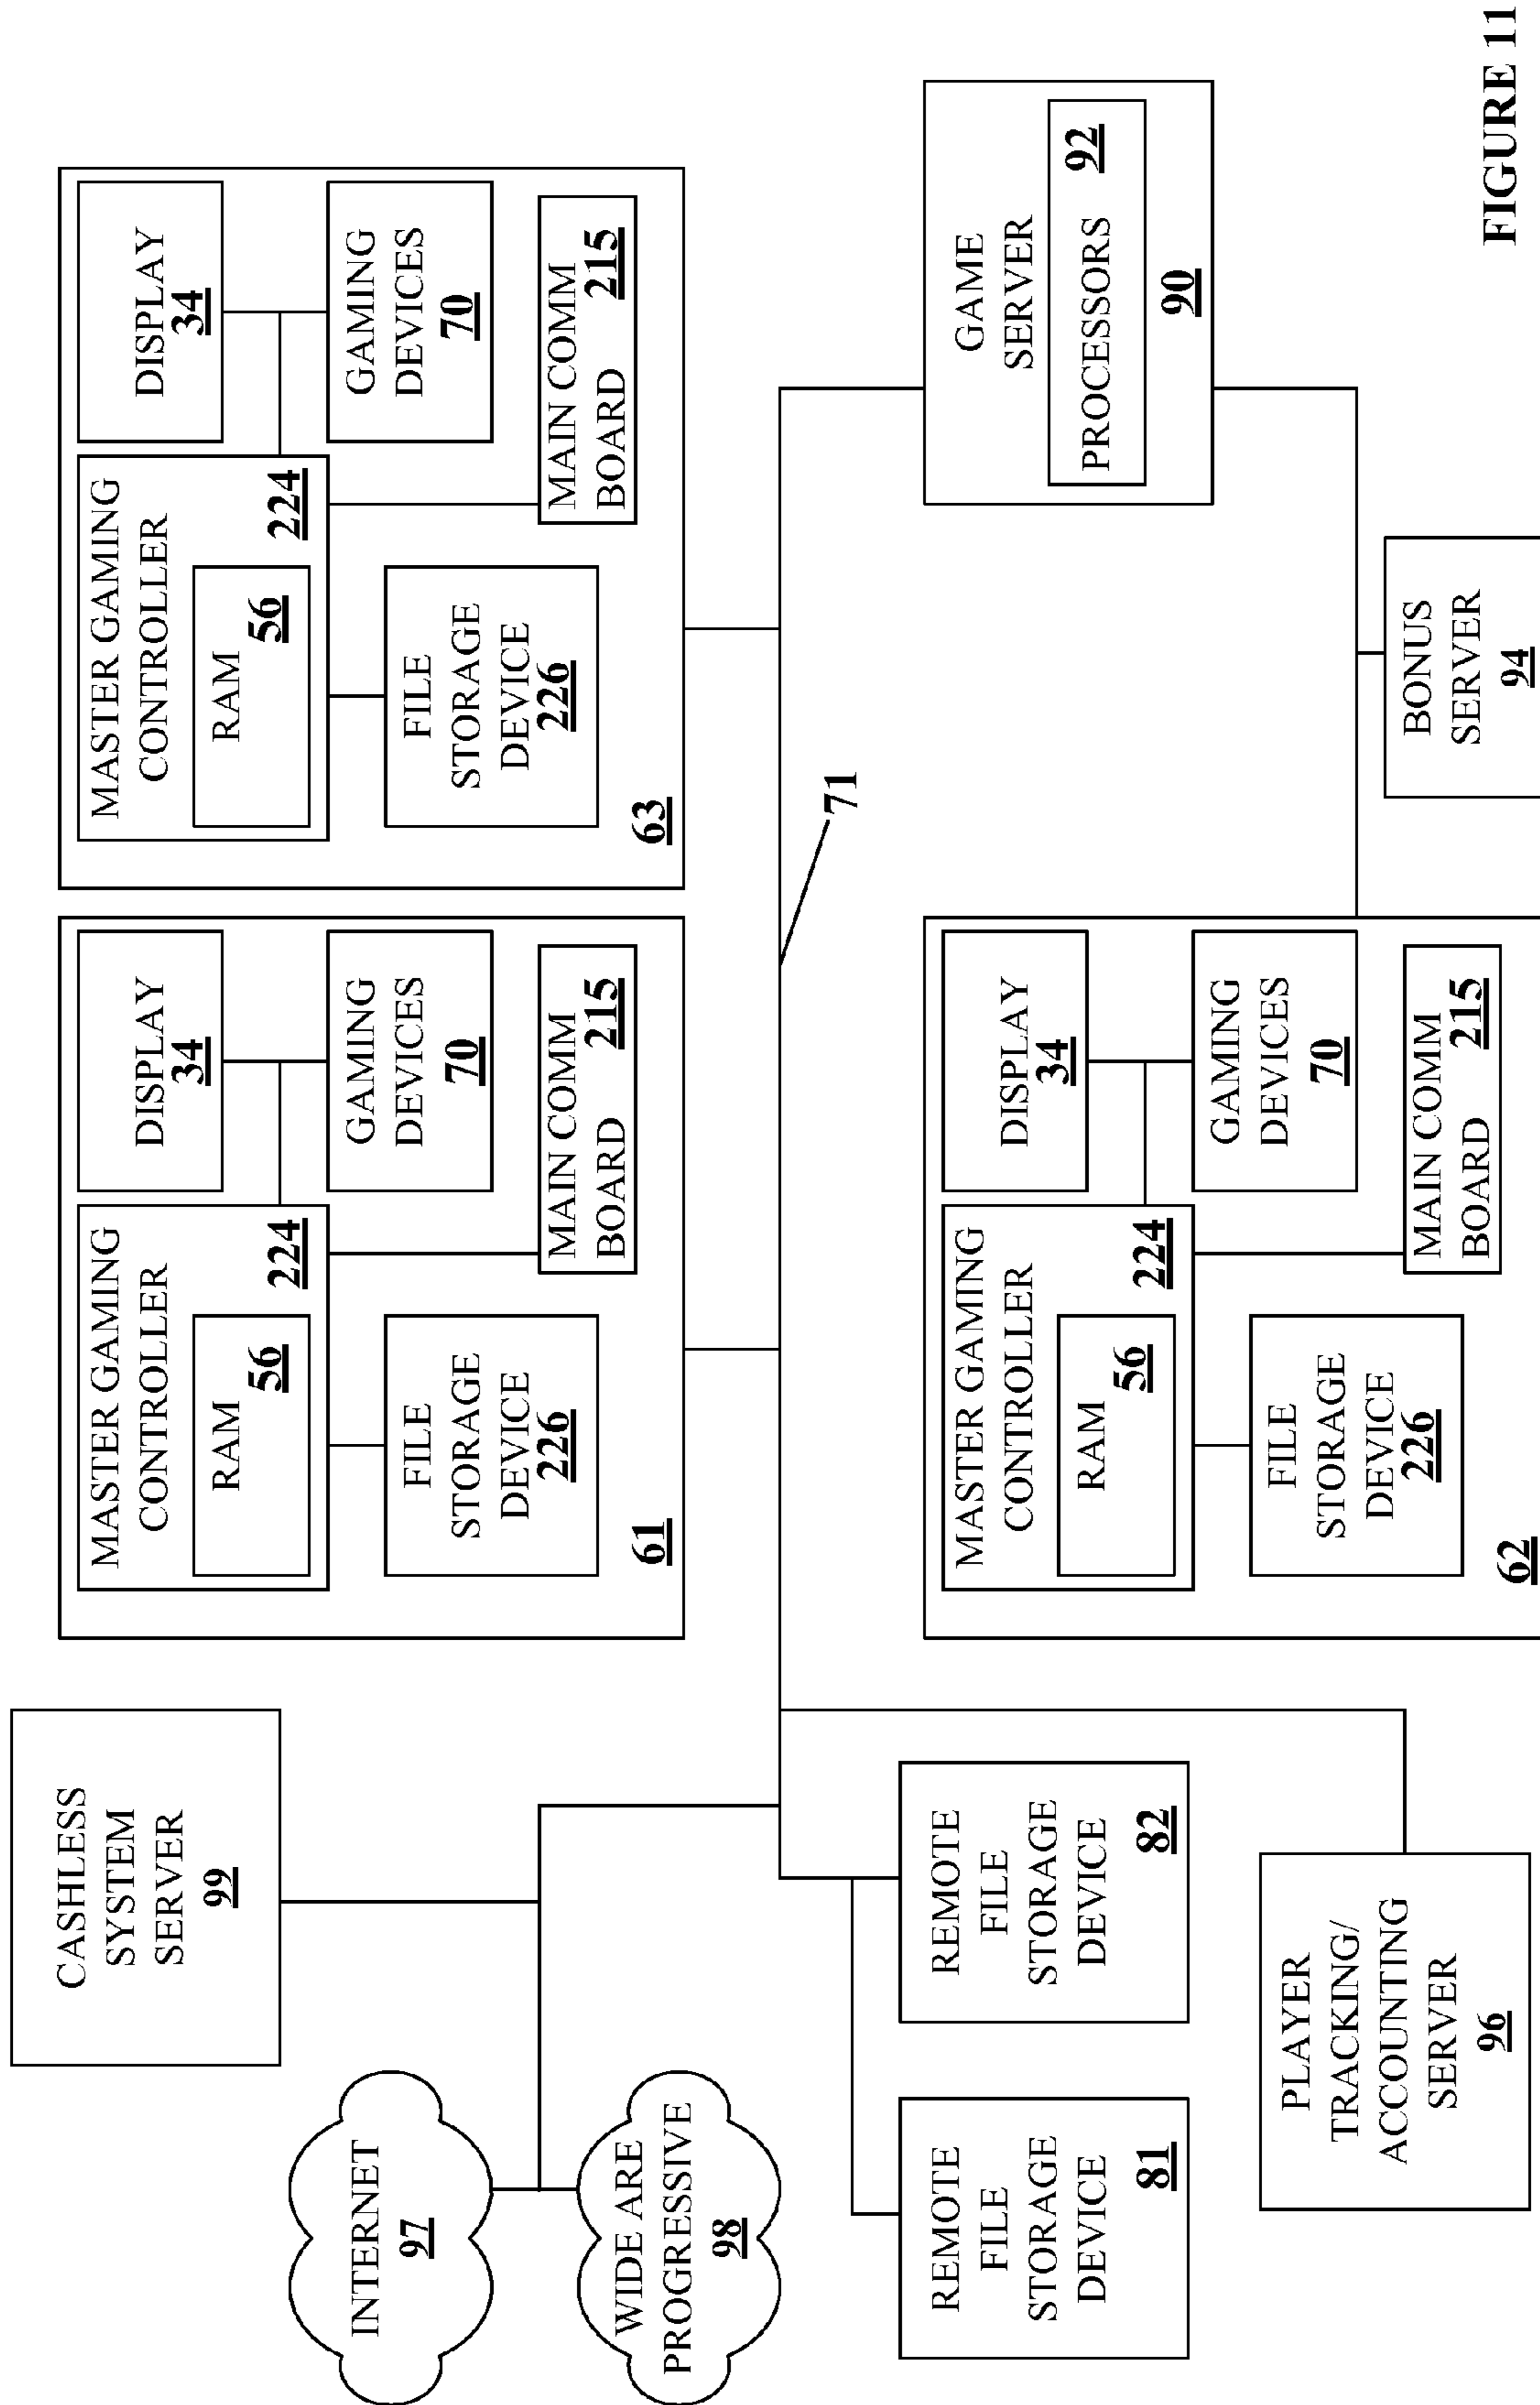 CASHLESS
SYSTEM
SERVER
99
INTERNET
97
WIDE ARE
PROGRESSIVE
98
MASTER GAMING
CONTROLLER
224
RAM
56
DISPLAY
34
GAMING
DEVICES
70
FILE
STORAGE
DEVICE
226
MAIN COMM
BOARD
215
61
MASTER GAMING
CONTROLLER
224
RAM
56
DISPLAY
34
GAMING
DEVICES
70
FILE
STORAGE
DEVICE
226
MAIN COMM
BOARD
215
63
71
REMOTE
FILE
STORAGE
DEVICE
81
REMOTE
FILE
STORAGE
DEVICE
82
PLAYER
TRACKING/
ACCOUNTING
SERVER
96
MASTER GAMING
CONTROLLER
224
RAM
56
DISPLAY
34
GAMING
DEVICES
70
FILE
STORAGE
DEVICE
226
MAIN COMM
BOARD
215
62
GAME
SERVER
PROCESSORS
92
90
BONUS
SERVER
94
FIGURE 11